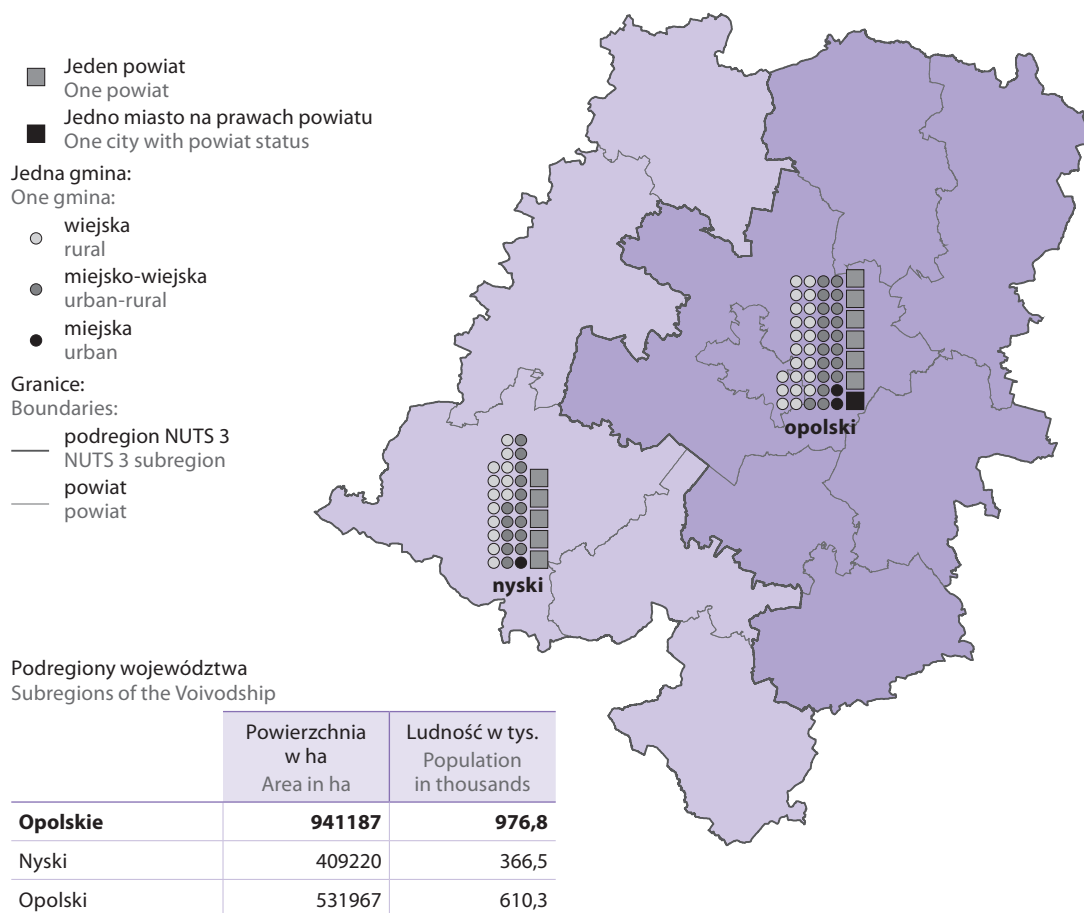 Jeden powiat
One powiat
Jedno miasto na prawach powiatu
One city with powiat status
Jedna gmina:
One gmina:
wiejska
rural
miejsko-wiejska
urban-rural
miejska
urban
Granice:
Boundaries:
podregion NUTS 3
NUTS 3 subregion
powiat
powiat
opolski
nyski
Podregiony województwa
Subregions of the Voivodship
Powierzchnia
w ha
Area in ha
Ludność w tys.
Population
in thousands
Opolskie 941187 976,8
Nyski 409220 366,5
Opolski 531967 610,3